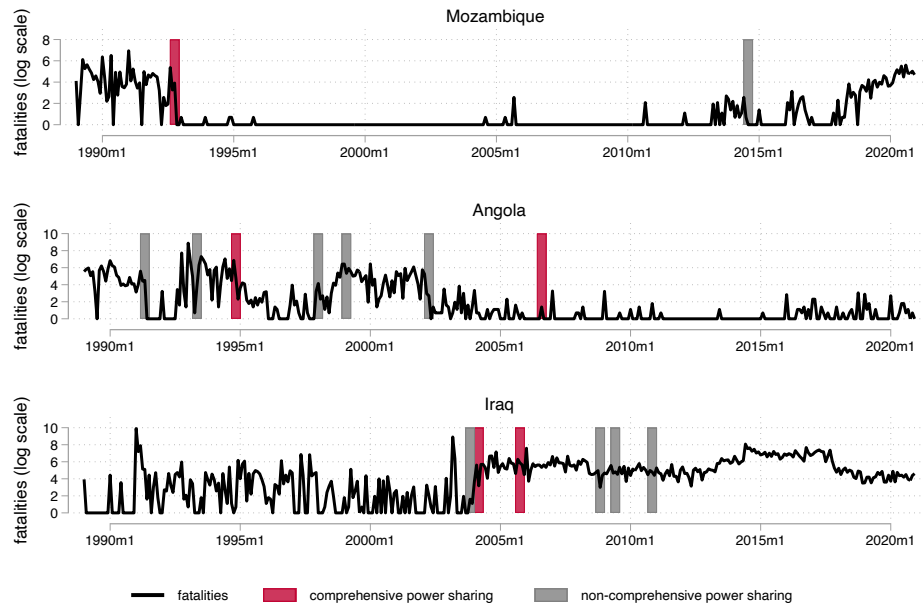 Mozambique
fatalities (log scale)
8
6
4
2
0
1990m1 1995m1 2000m1 2005m1 2010m1 2015m1 2020m1
Angola
fatalities (log scale)
10
8
6
4
2
0
1990m1 1995m1 2000m1 2005m1 2010m1 2015m1 2020m1
Iraq
fatalities (log scale)
10
8
6
4
2
0
1990m1 1995m1 2000m1 2005m1 2010m1 2015m1 2020m1
fatalities comprehensive power sharing non-comprehensive power sharing